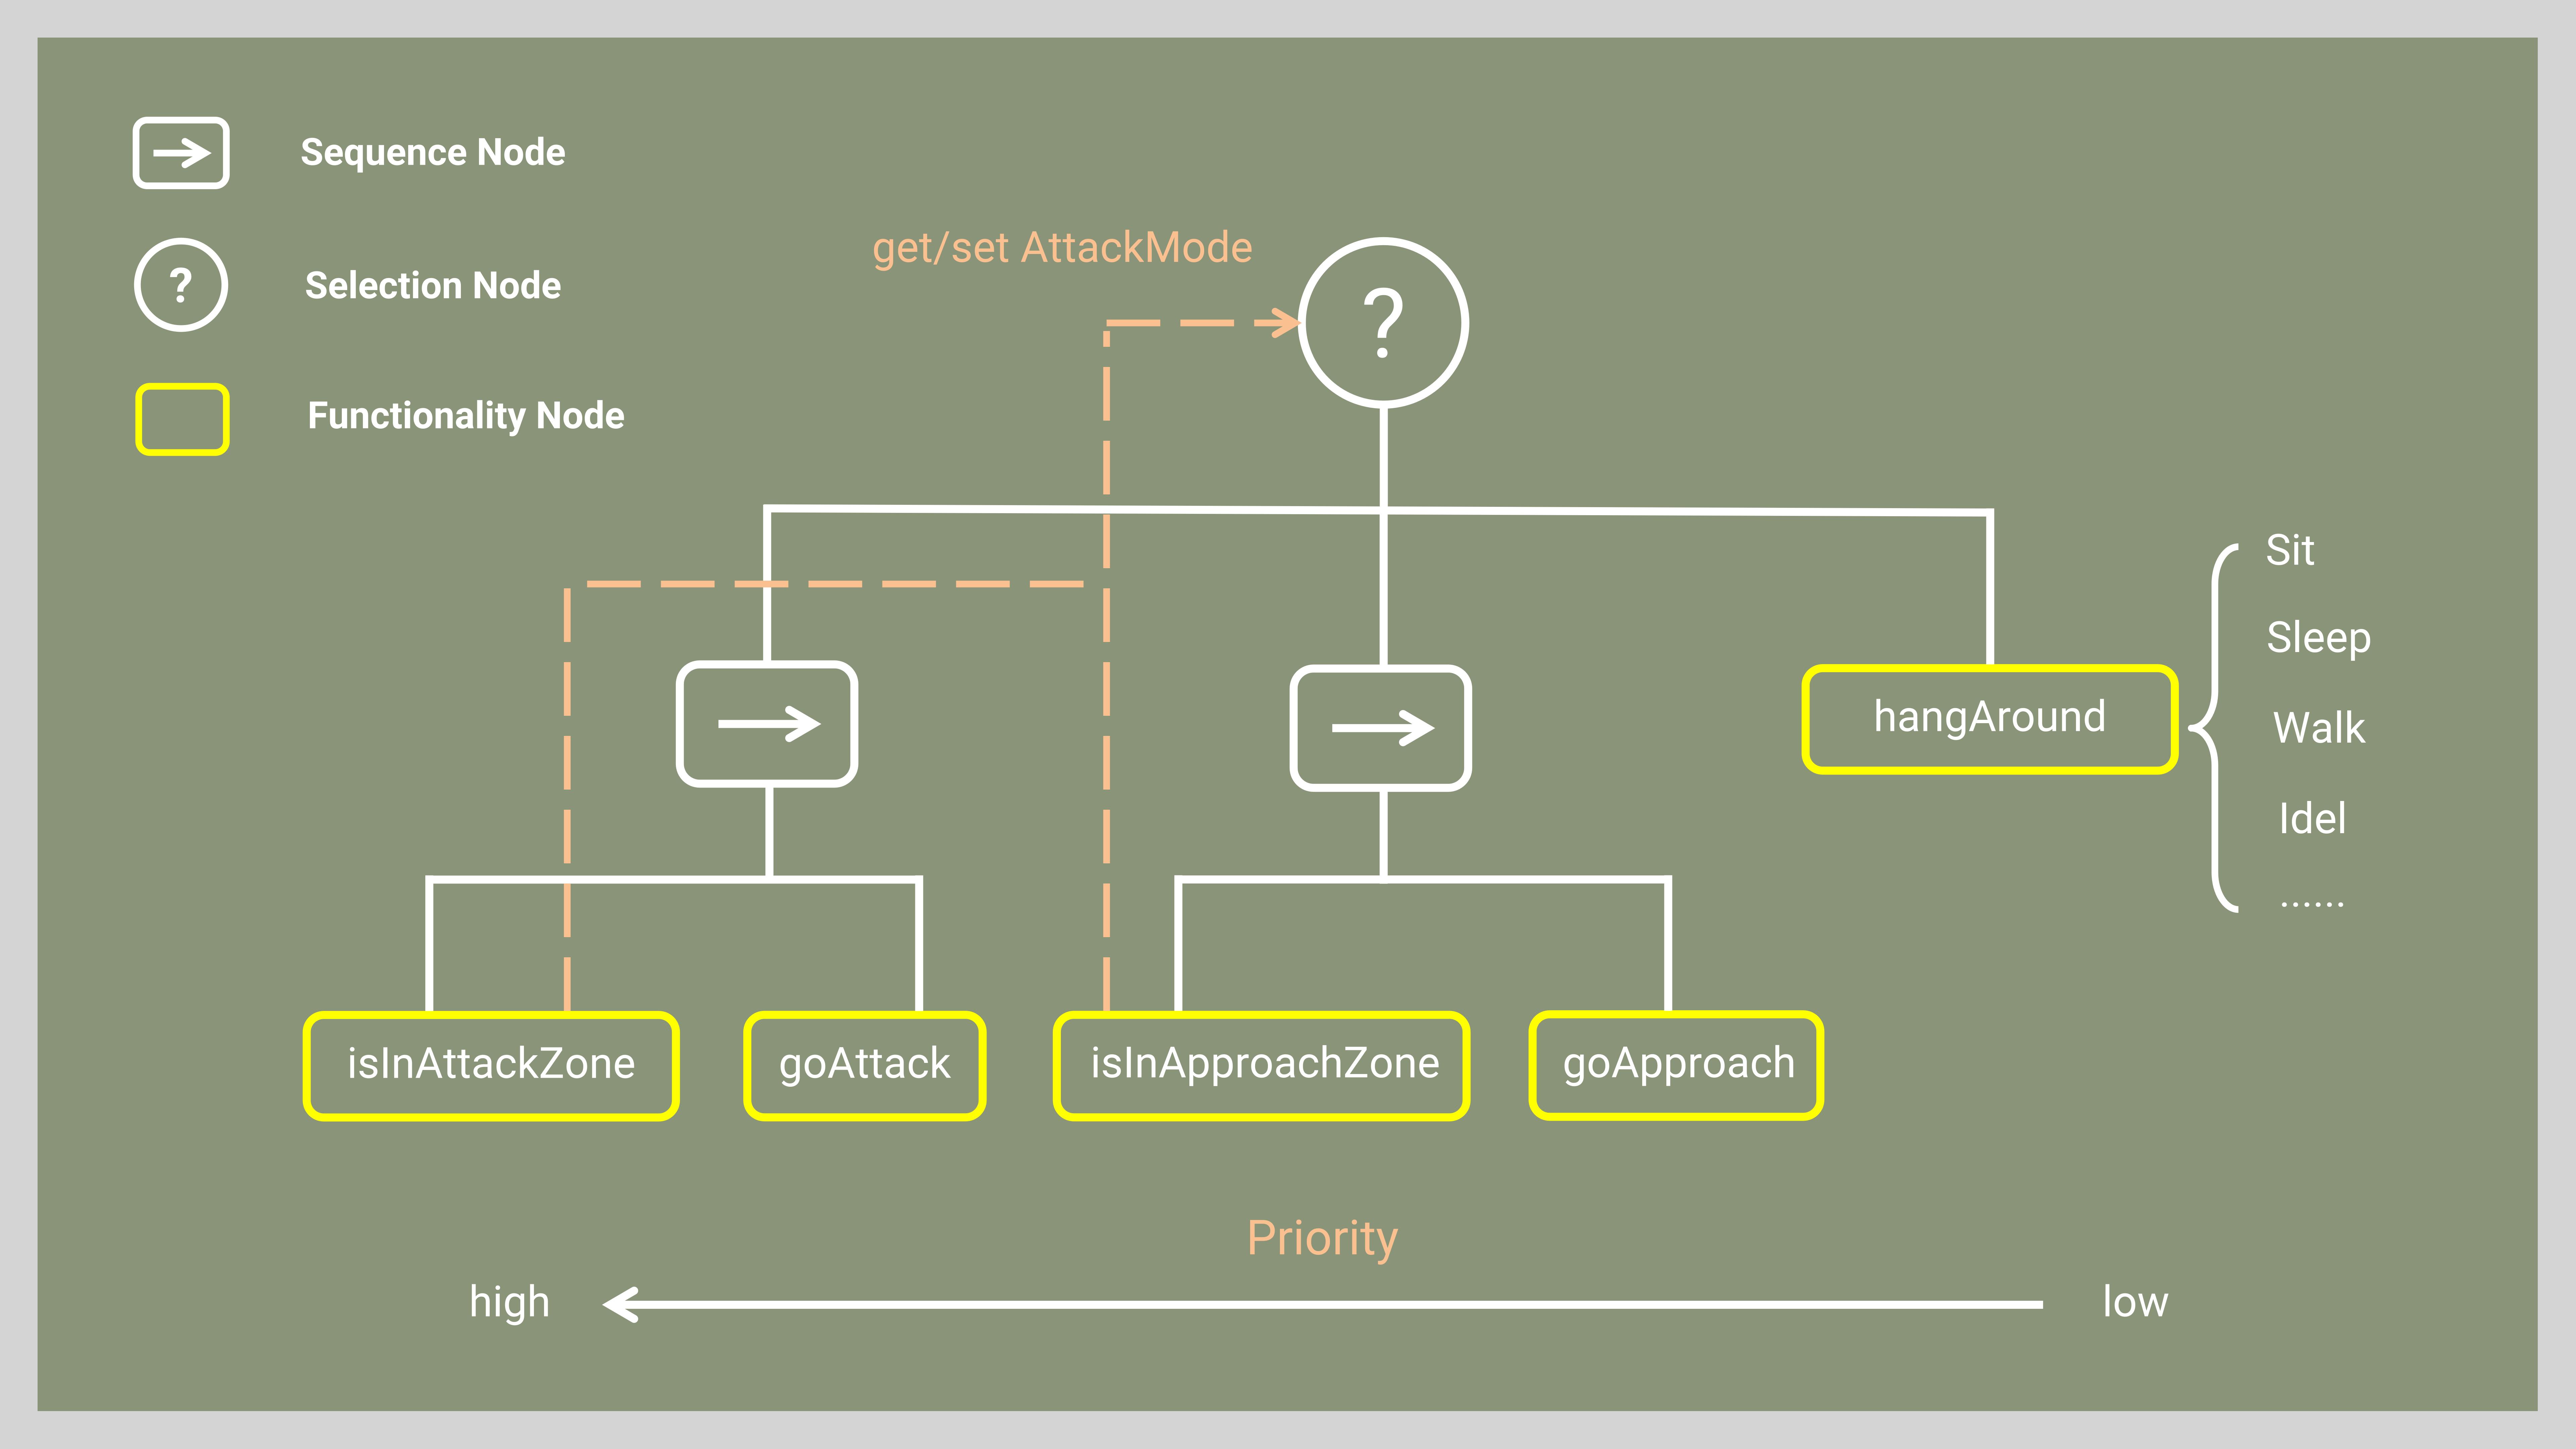 Sequence Node
?
Selection Node
Functionality Node
get/set AttackMode
?
hangAround
Sit
Sleep
Walk
Idel
......
isInAttackZone
goAttack
isInApproachZone
goApproach
Priority
high
low